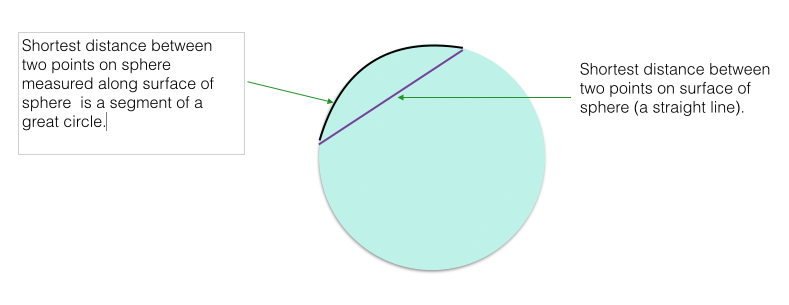 Shortest distance between
two points on sphere
measured along surface of
sphere  is a segment of a
great circle.
Shortest distance between
two points on surface of
sphere (a straight line).